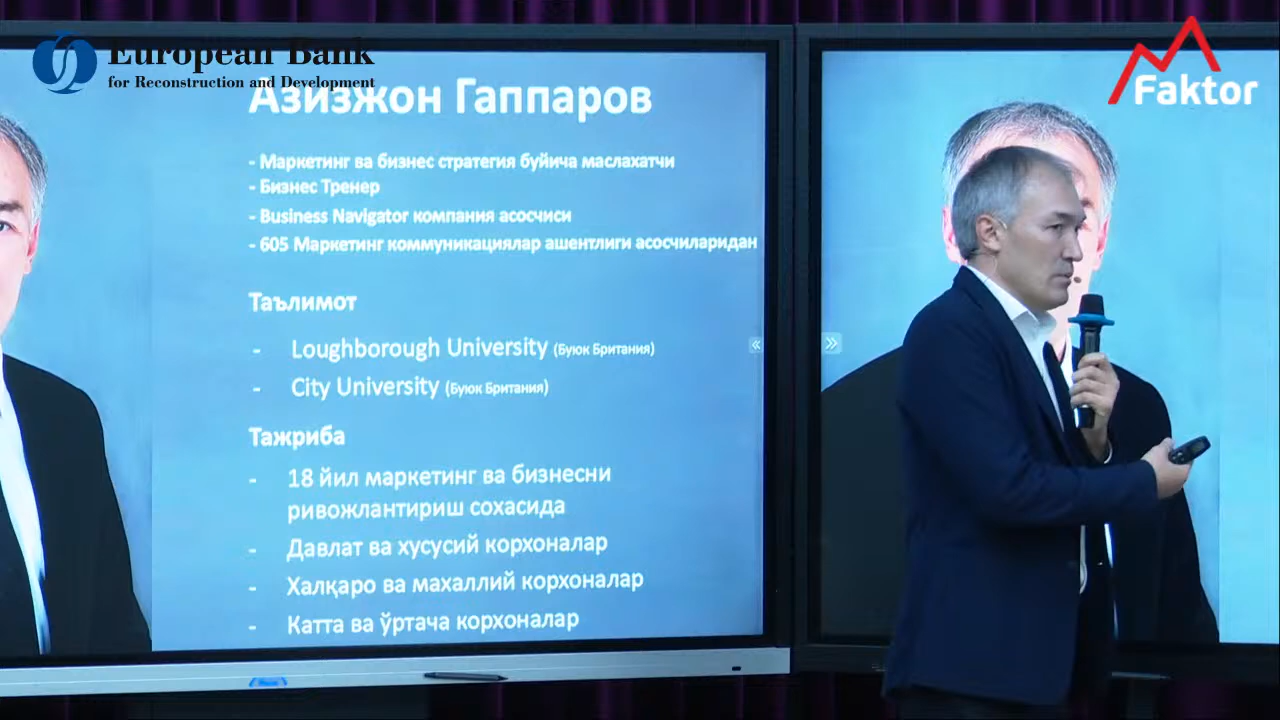 European Bank
for Reconstruction and Development
Faktor
Азизжон Гаппаров
- Маркетинг ва бизнес стратегия буйича маслахатчи
- Бизнес Тренер
- Business Navigator компания асосчиси
- 605 Маркетинг коммуникациялар ашентлиги асосчиларидан
Таълимот
- Loughborough University (Буюк Британия)
- City University (Буюк Британия)
Тажриба
- 18 йил маркетинг ва бизнесни
ривожлантириш сохасида
- Давлат ва хусусий корхоналар
- Халқаро ва махаллий корхоналар
- Катта ва ўртача корхоналар